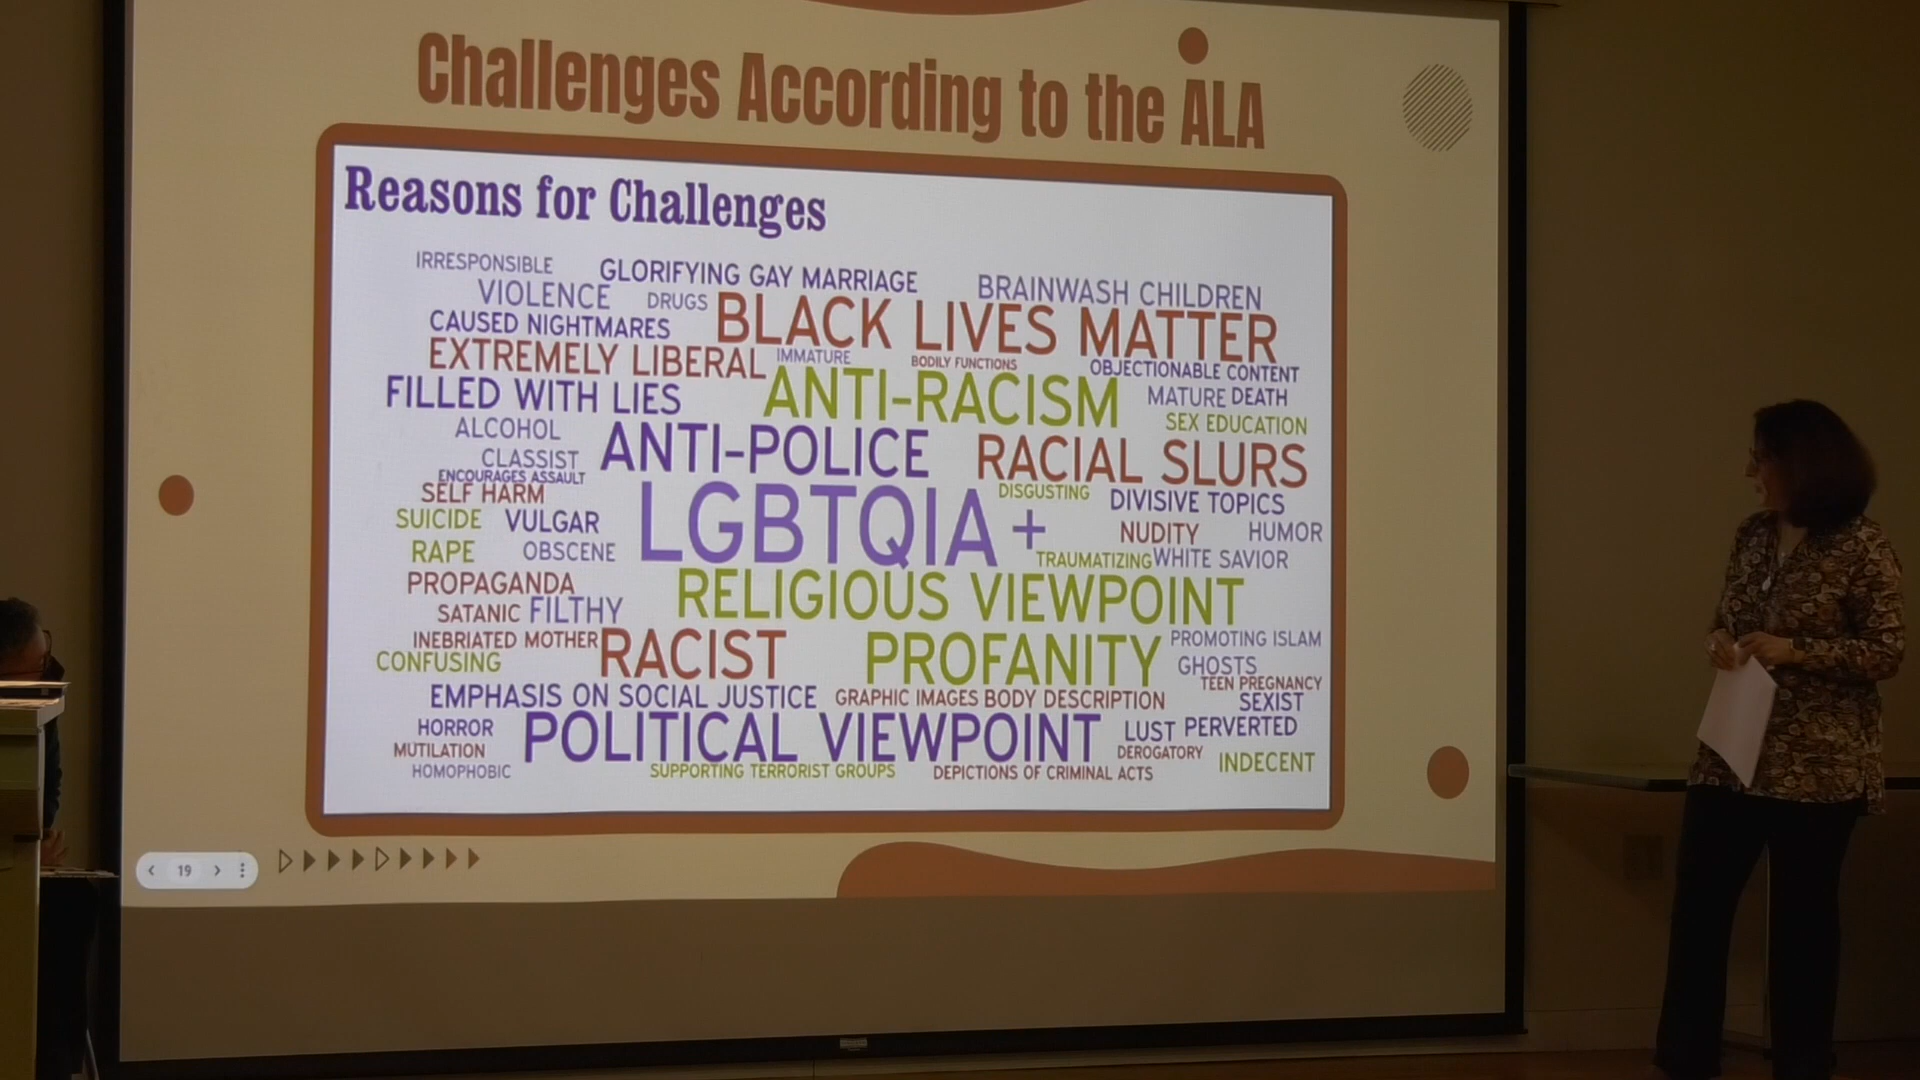 Challenges According to the ALA
Reasons for Challenges
IRRESPONSIBLE GLORIFYING GAY MARRIAGE BRAINWASH CHILDREN
VIOLENCE DRUGS BLACK LIVES MATTER
CAUSED NIGHTMARES
EXTREMELY LIBERAL IMMATURE BODILY FUNCTIONS OBJECTIONABLE CONTENT
FILLED WITH LIES ANTI-RACISM MATURE DEATH
SEX EDUCATION
ALCOHOL ANTI-POLICE RACIAL SLURS
CLASSIST
ENCOURAGES ASSAULT
SELF HARM DISGUSTING DIVISIVE TOPICS
SUICIDE VULGAR LGBTQIA+ NUDITY HUMOR
RAPE OBSCENE TRAUMATIZING WHITE SAVIOR
PROPAGANDA RELIGIOUS VIEWPOINT
SATANIC FILTHY
INEBRIATED MOTHER RACIST PROFANITY PROMOTING ISLAM
CONFUSING GHOSTS
TEEN PREGNANCY
EMPHASIS ON SOCIAL JUSTICE GRAPHIC IMAGES BODY DESCRIPTION SEXIST
HORROR POLITICAL VIEWPOINT LUST PERVERTED
MUTILATION DEROGATORY INDECENT
HOMOPHOBIC SUPPORTING TERRORIST GROUPS DEPICTIONS OF CRIMINAL ACTS
19